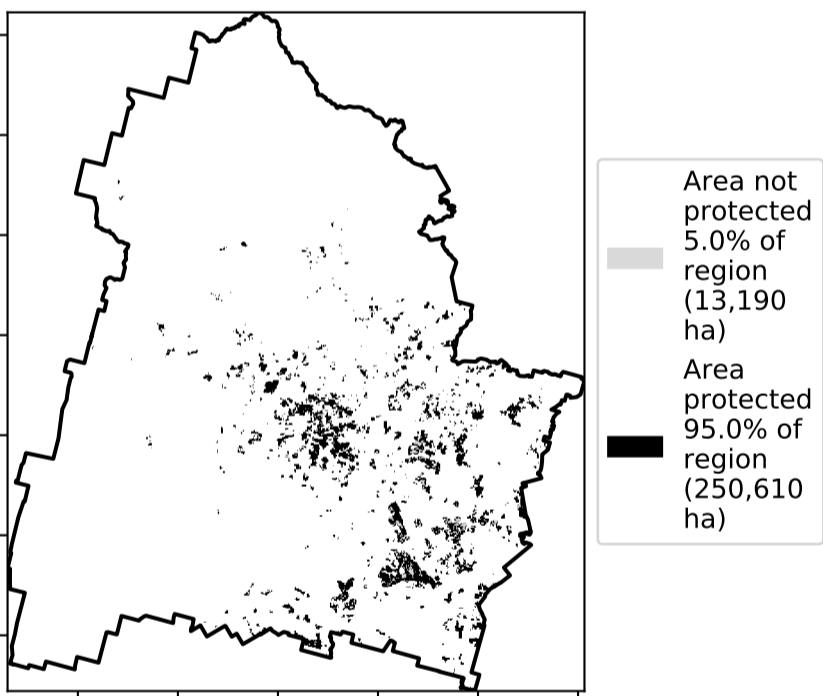 Area not
protected
5.0% of
region
(13,190
ha)
Area
protected
95.0% of
region
(250,610
ha)